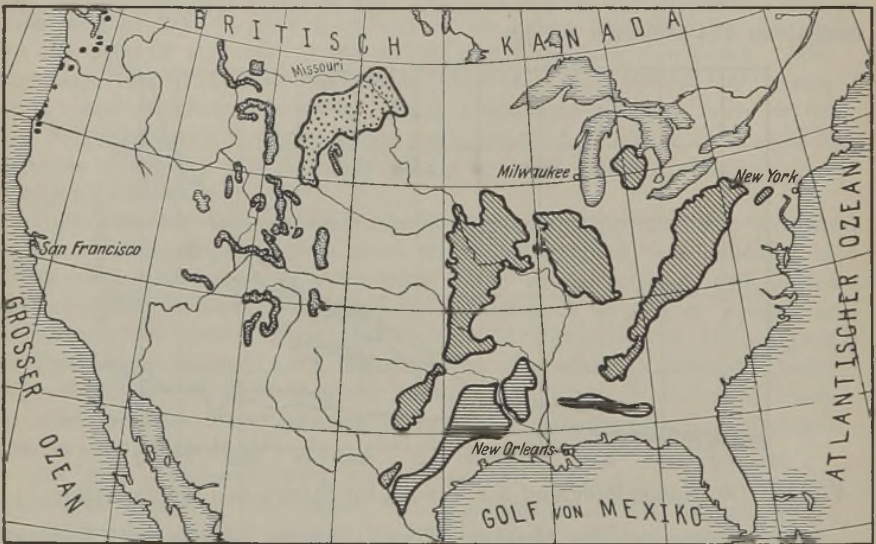 BRITISCH KANADA
Missouri
Milwaukee
New York
San Francisco
GROSSER OZEAN
ATLANTISCHER OZEAN
New Orleans
GOLF VON MEXIKO